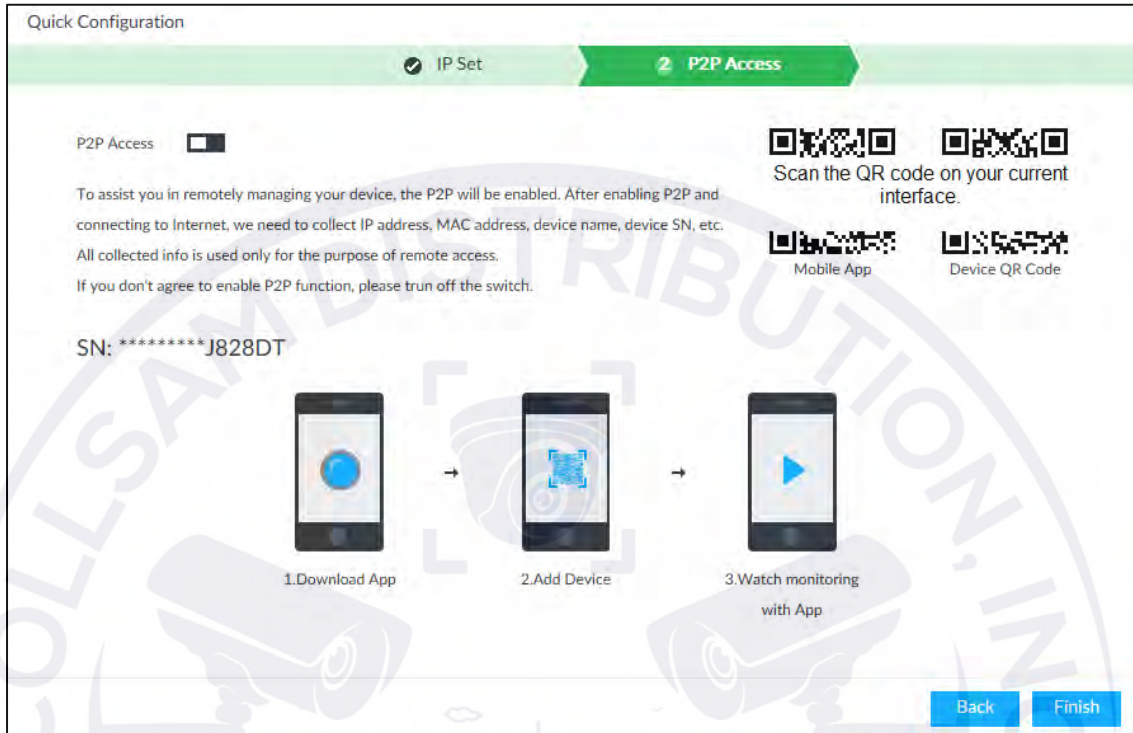 Quick Configuration
IP Set
2 P2P Access
P2P Access
To assist you in remotely managing your device, the P2P will be enabled. After enabling P2P and
connecting to Internet, we need to collect IP address, MAC address, device name, device SN, etc.
All collected info is used only for the purpose of remote access.
If you don't agree to enable P2P function, please trun off the switch.
Scan the QR code on your current
interface.
Mobile App
Device QR Code
SN: *********J828DT
1.Download App
2.Add Device
3.Watch monitoring
with App
Back
Finish
COLLSAM DISTRIBUTION, IN